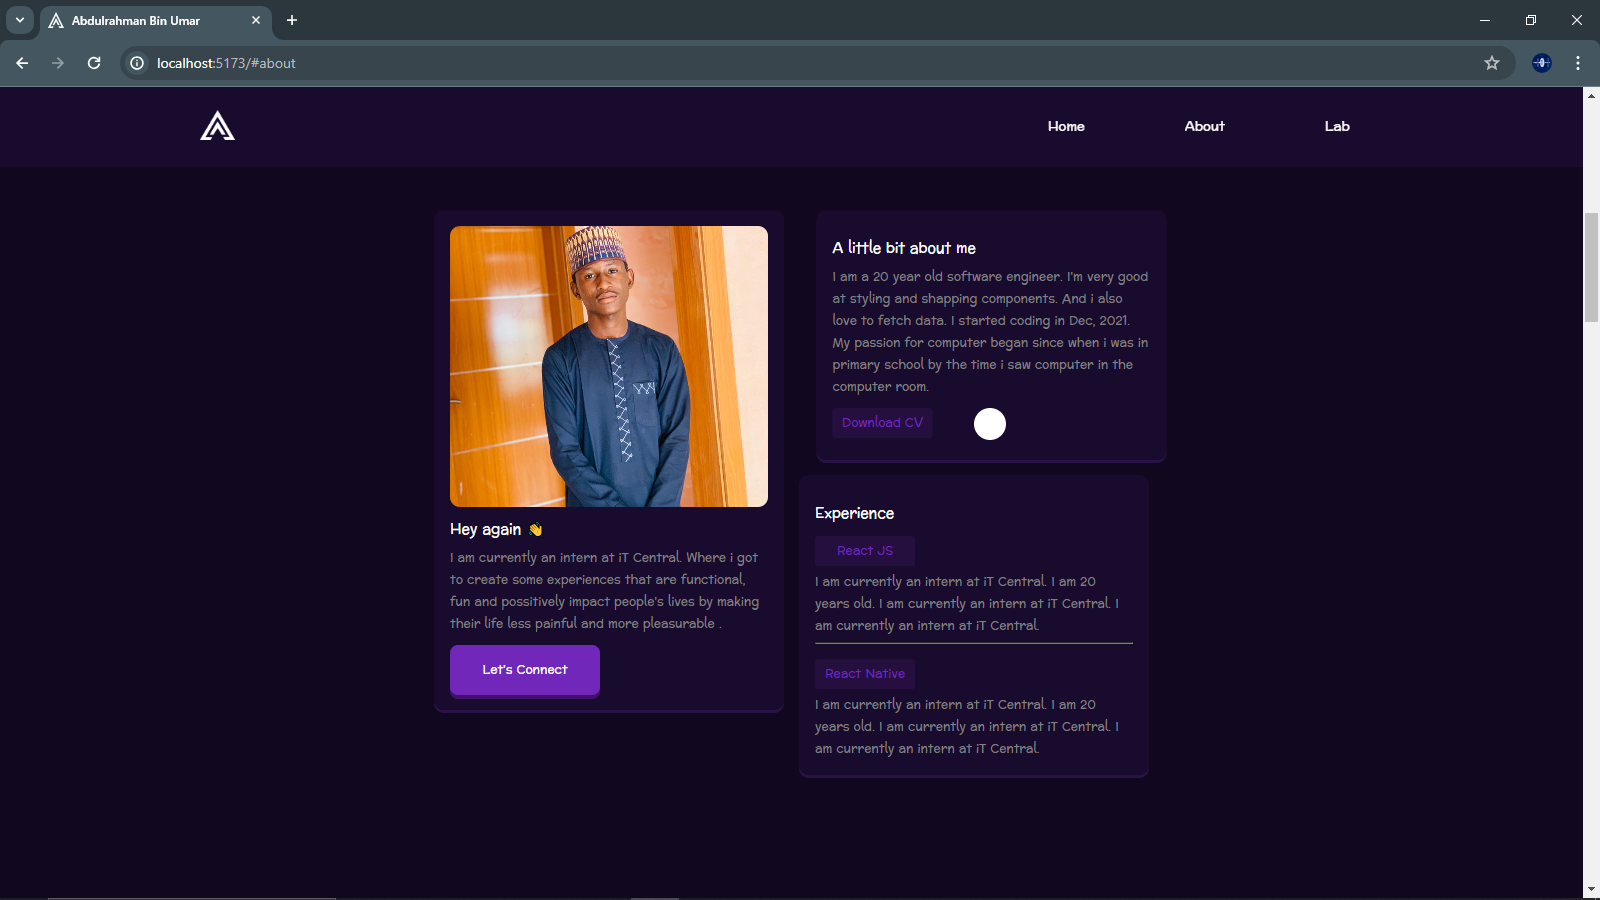 Abdulrahman Bin Umar
localhost:5173/#about
Home
About
Lab
Hey again 👋
I am currently an intern at iT Central. Where i got
to create some experiences that are functional,
fun and possitively impact people's lives by making
their life less painful and more pleasurable .
Let's Connect
A little bit about me
I am a 20 year old software engineer. I'm very good
at styling and shapping components. And i also
love to fetch data. I started coding in Dec, 2021.
My passion for computer began since when i was in
primary school by the time i saw computer in the
computer room.
Download CV
Experience
React JS
I am currently an intern at iT Central. I am 20
years old. I am currently an intern at iT Central. I
am currently an intern at iT Central.
React Native
I am currently an intern at iT Central. I am 20
years old. I am currently an intern at iT Central. I
am currently an intern at iT Central.